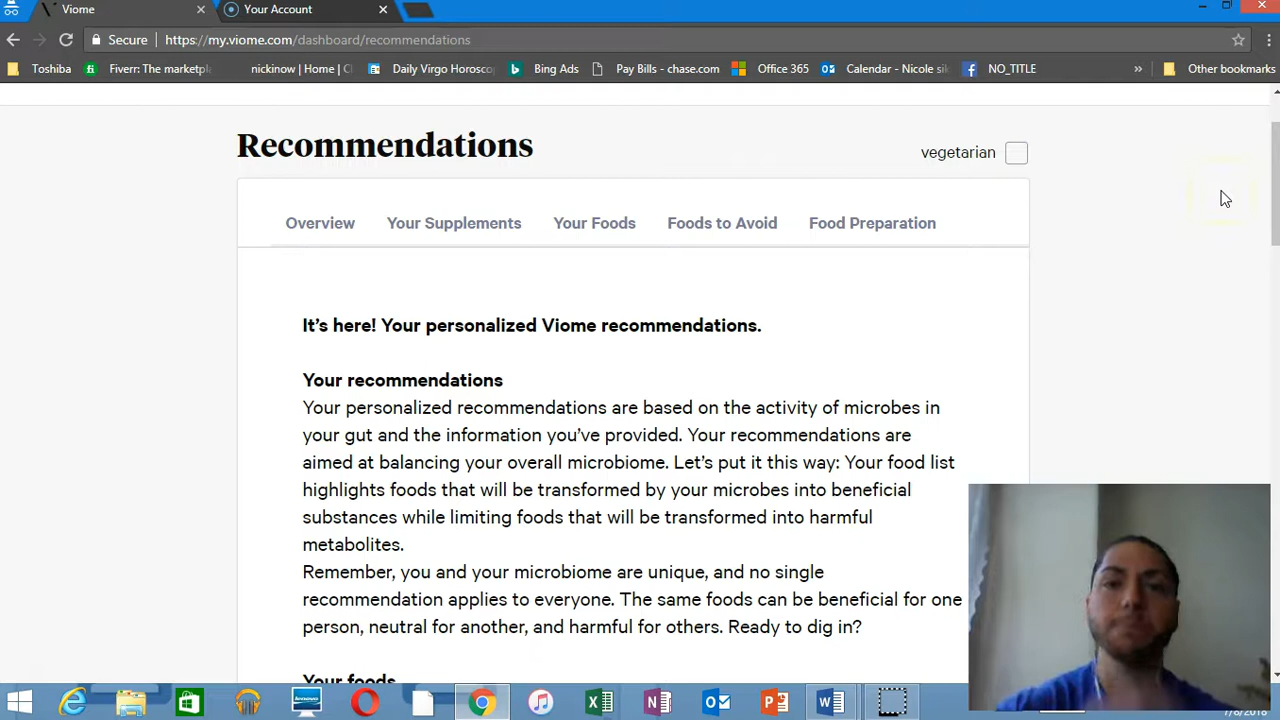 Viome
Your Account
Secure
https://my.viome.com/dashboard/recommendations
Toshiba
Fiverr: The marketpl
nickinow | Home | C
Daily Virgo Horosco
Bing Ads
Pay Bills - chase.com
Office 365
Calendar - Nicole sil
NO_TITLE
»
Other bookmarks
Recommendations
vegetarian
Overview
Your Supplements
Your Foods
Foods to Avoid
Food Preparation
It’s here! Your personalized Viome recommendations.
Your recommendations
Your personalized recommendations are based on the activity of microbes in
your gut and the information you’ve provided. Your recommendations are
aimed at balancing your overall microbiome. Let’s put it this way: Your food list
highlights foods that will be transformed by your microbes into beneficial
substances while limiting foods that will be transformed into harmful
metabolites.
Remember, you and your microbiome are unique, and no single
recommendation applies to everyone. The same foods can be beneficial for one
person, neutral for another, and harmful for others. Ready to dig in?
Your foods
7/8/2018